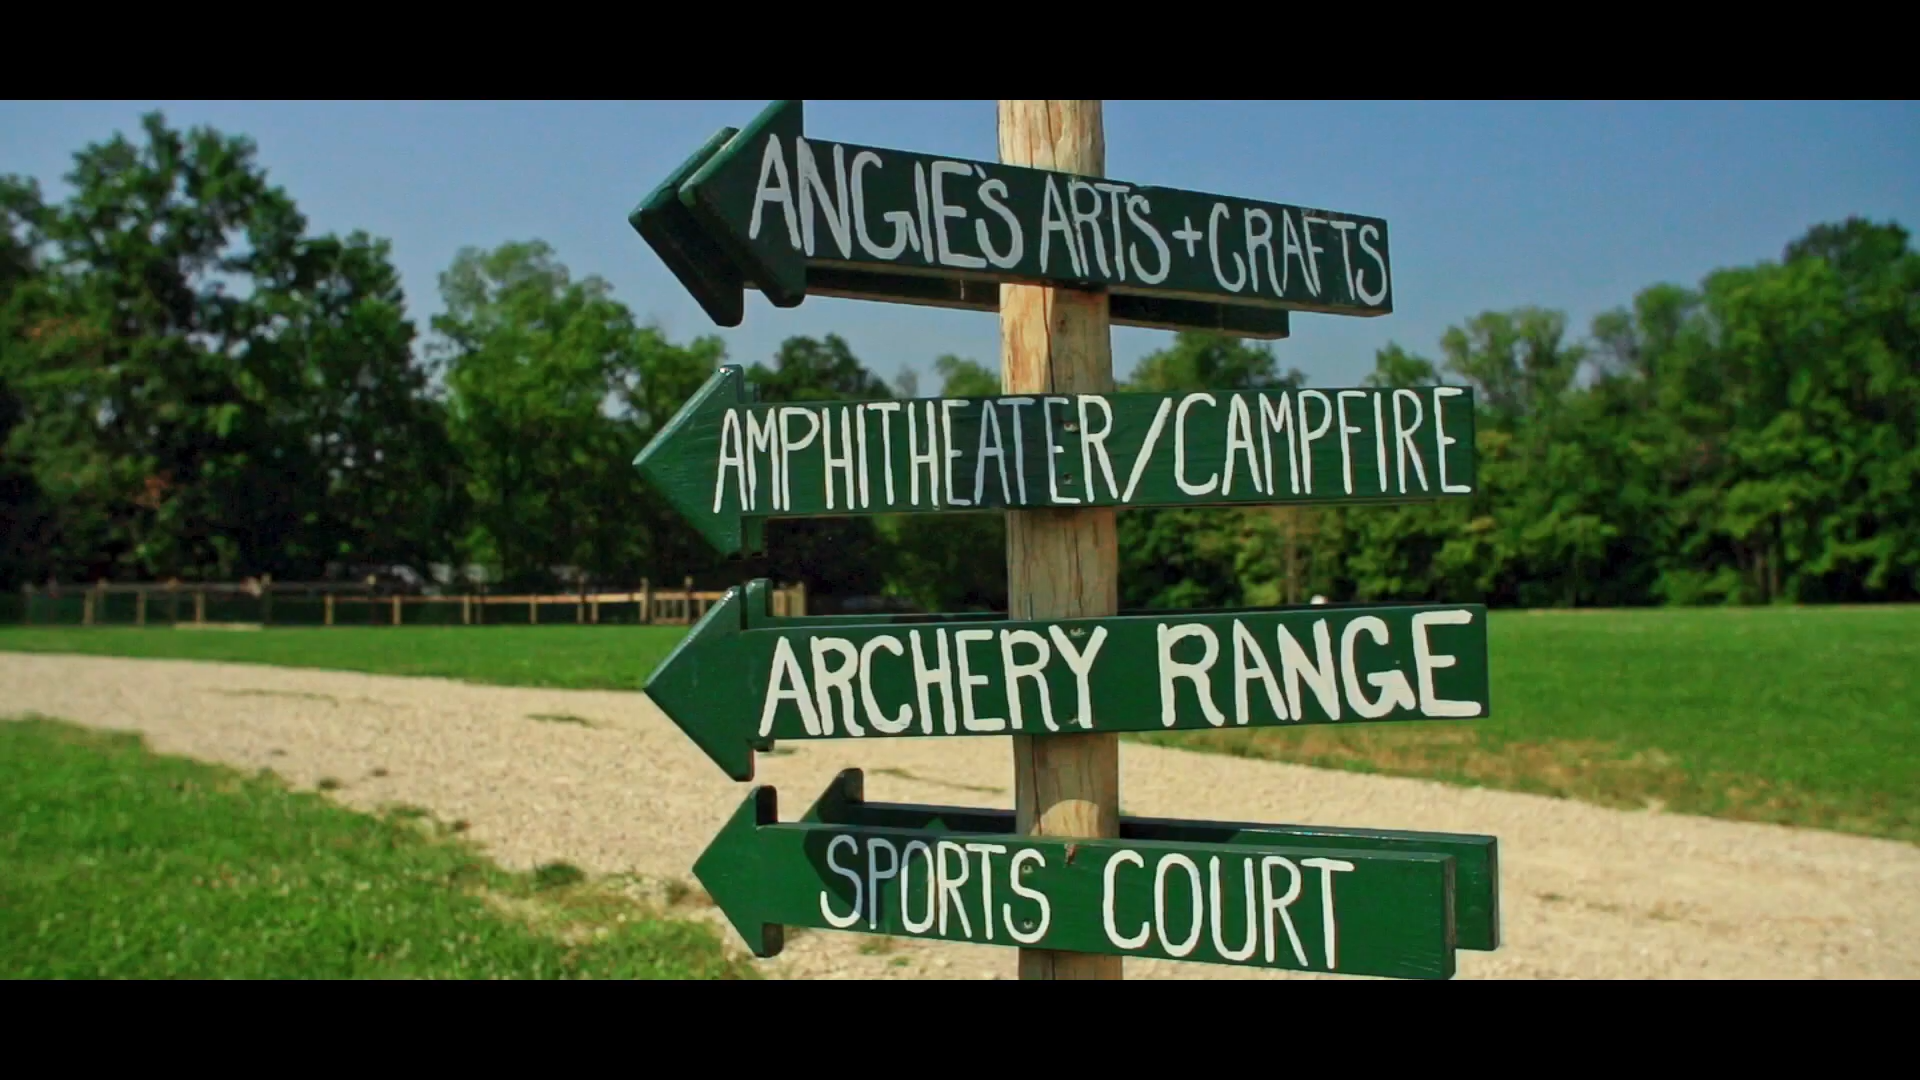 ANGIE'S ARTS + CRAFTS
AMPHITHEATER/CAMPFIRE
ARCHERY RANGE
SPORTS COURT